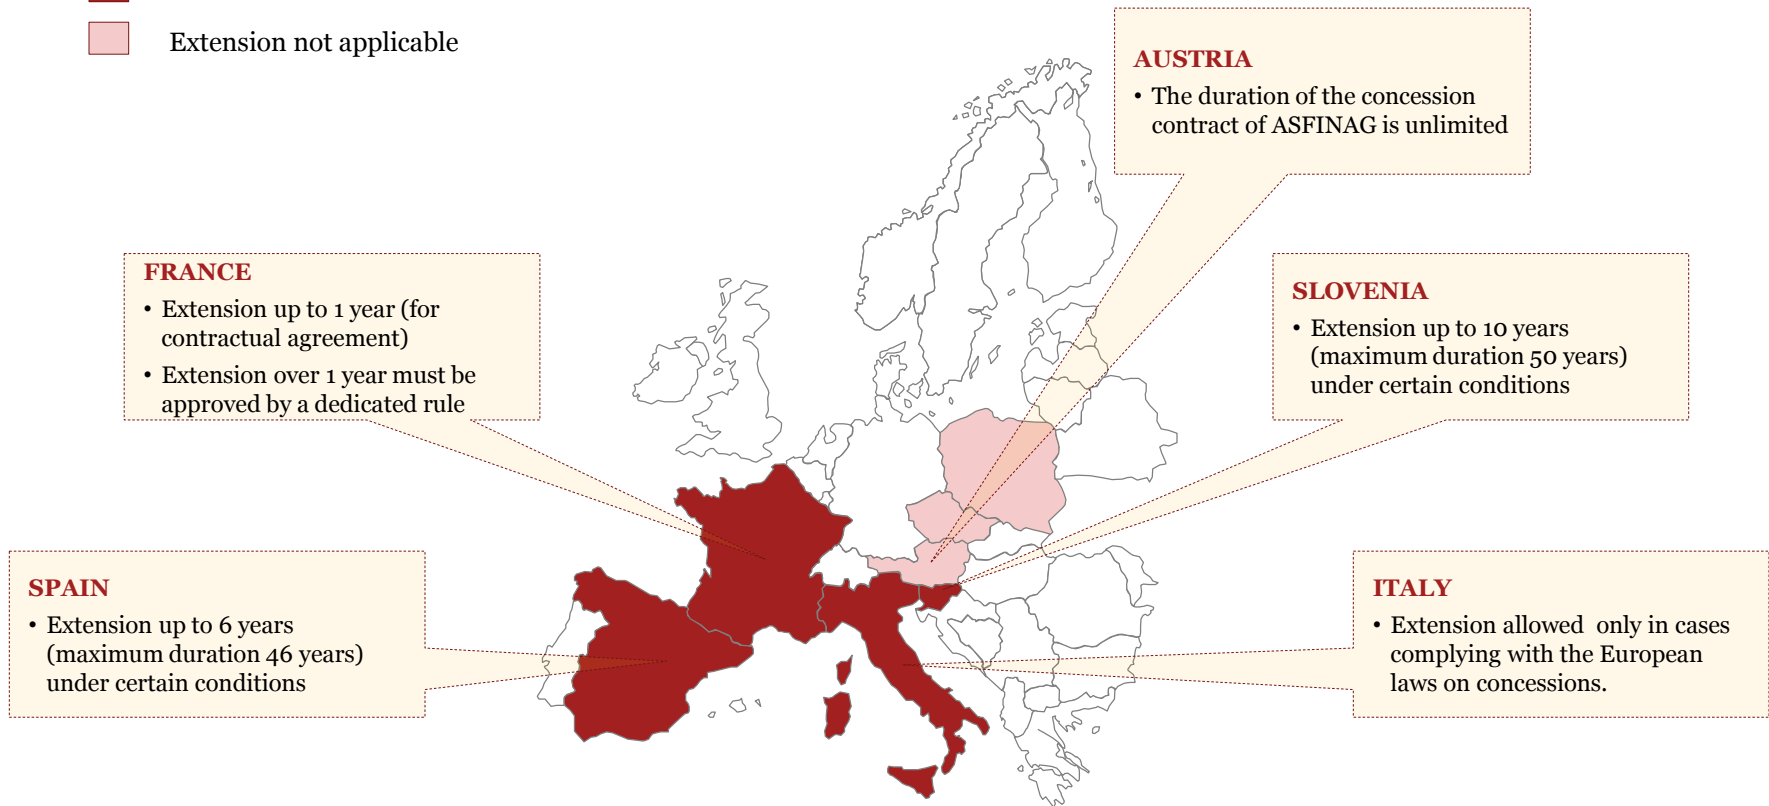 Extension not applicable
AUSTRIA
• The duration of the concession
contract of ASFINAG is unlimited
FRANCE
• Extension up to 1 year (for
contractual agreement)
• Extension over 1 year must be
approved by a dedicated rule
SLOVENIA
• Extension up to 10 years
(maximum duration 50 years)
under certain conditions
SPAIN
• Extension up to 6 years
(maximum duration 46 years)
under certain conditions
ITALY
• Extension allowed  only in cases
complying with the European
laws on concessions.